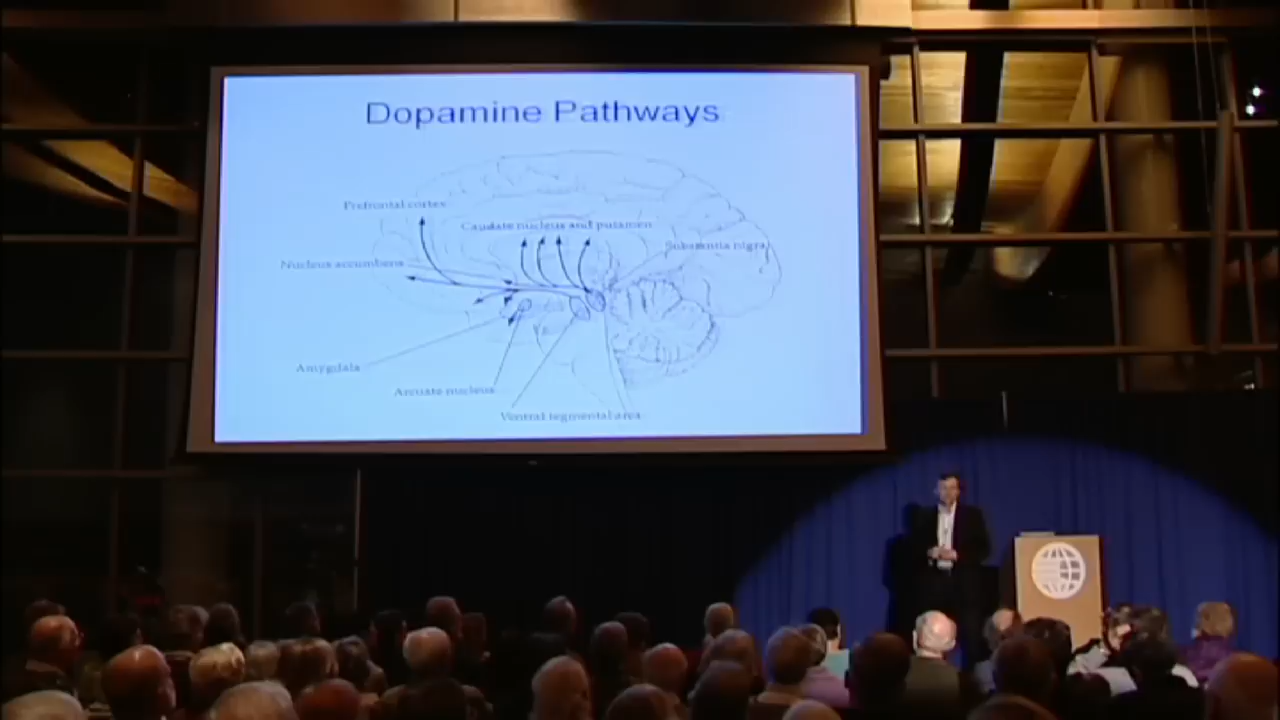 Dopamine Pathways
Prefrontal cortex
Caudate nucleus and putamen
Substantia nigra
Nucleus accumbens
Amygdala
Arcuate nucleus
Ventral tegmental area